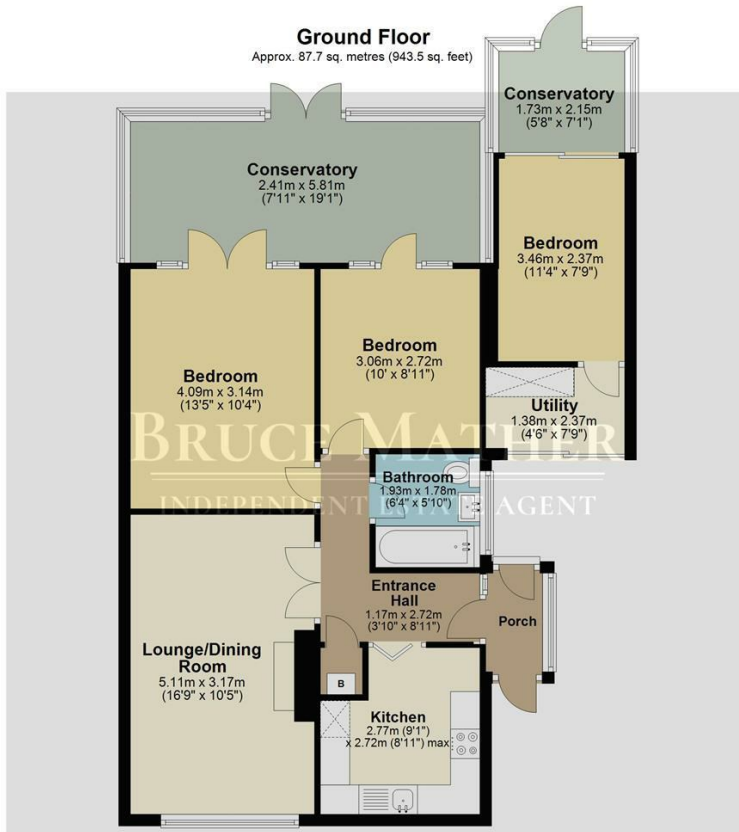 Ground Floor
Approx. 87.7 sq. metres (943.5 sq. feet)
Conservatory
1.73m x 2.15m
(5'8" x 7'1")
Conservatory
2.41m x 5.81m
(7'11" x 19'1")
Bedroom
3.46m x 2.37m
(11'4" x 7'9")
Bedroom
4.09m x 3.14m
(13'5" x 10'4")
Bedroom
3.06m x 2.72m
(10' x 8'11")
Utility
1.38m x 2.37m
(4'6" x 7'9")
BRUCE MATHER
INDEPENDENT ESTATE AGENT
Bathroom
1.93m x 1.78m
(6'4" x 5'10")
Entrance
Hall
1.17m x 2.72m
(3'10" x 8'11")
Porch
Lounge/Dining
Room
5.11m x 3.17m
(16'9" x 10'5")
B
Kitchen
2.77m (9'1")
x 2.72m (8'11") max